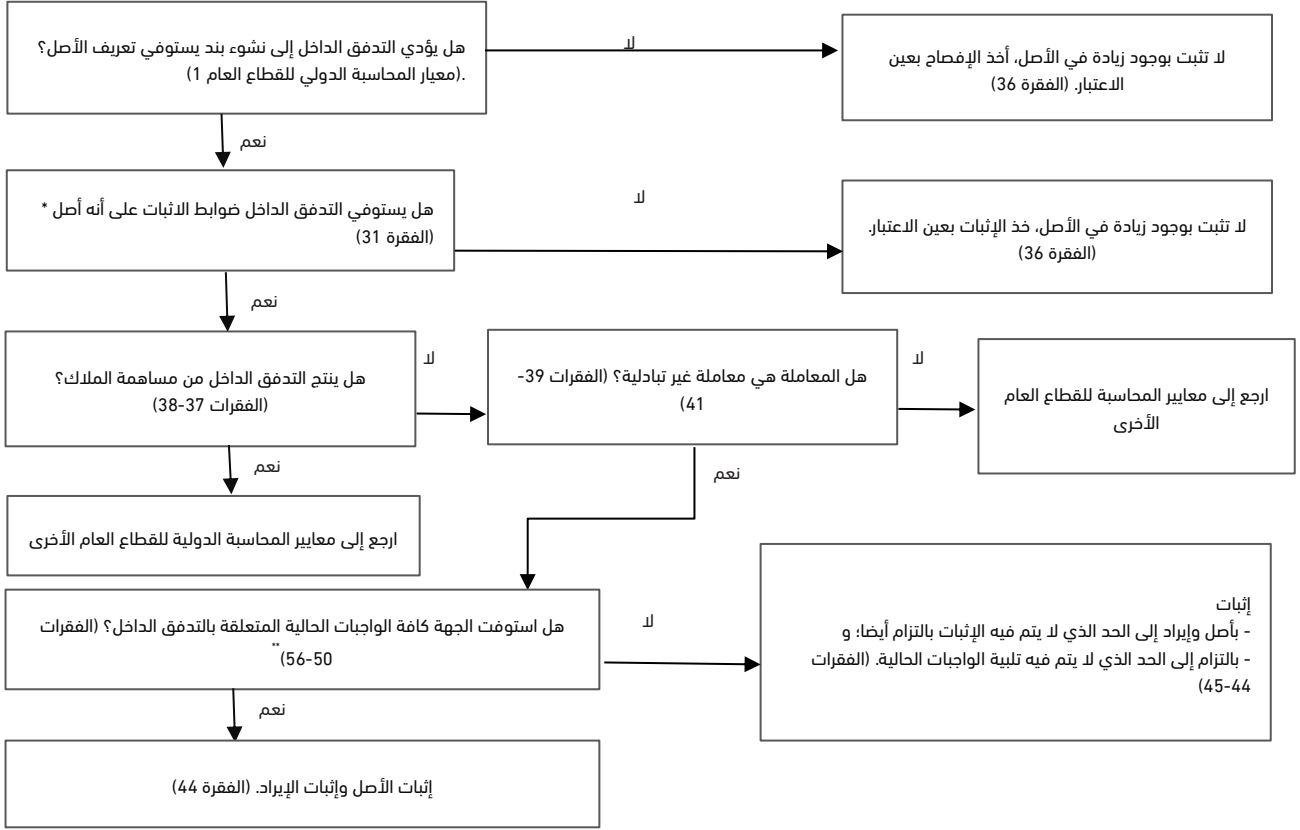 هل يؤدي التدفق الداخل إلى نشوء بند يستوفي تعريف الأصل؟
.(معيار المحاسبة الدولي للقطاع العام 1)
لا
لا تثبت بوجود زيادة في الأصل، أخذ الإفصاح بعين
الاعتبار. (الفقرة 36)
نعم
هل يستوفي التدفق الداخل ضوابط الاثبات على أنه أصل *
(الفقرة 31)
لا
لا تثبت بوجود زيادة في الأصل، خذ الإثبات بعين الاعتبار.
(الفقرة 36)
نعم
هل ينتج التدفق الداخل من مساهمة الملاك؟
(الفقرات 37-38)
لا
هل المعاملة هي معاملة غير تبادلية؟ (الفقرات 39-
41)
لا
ارجع إلى معايير المحاسبة للقطاع العام
الأخرى
نعم
نعم
ارجع إلى معايير المحاسبة الدولية للقطاع العام الأخرى
هل استوفت الجهة كافة الواجبات الحالية المتعلقة بالتدفق الداخل؟ (الفقرات
50-56)**
لا
إثبات
- بأصل وإيراد إلى الحد الذي لا يتم فيه الإثبات بالتزام أيضا؛ و
- بالتزام إلى الحد الذي لا يتم فيه تلبية الواجبات الحالية. (الفقرات
44-45)
نعم
إثبات الأصل وإثبات الإيراد. (الفقرة 44)